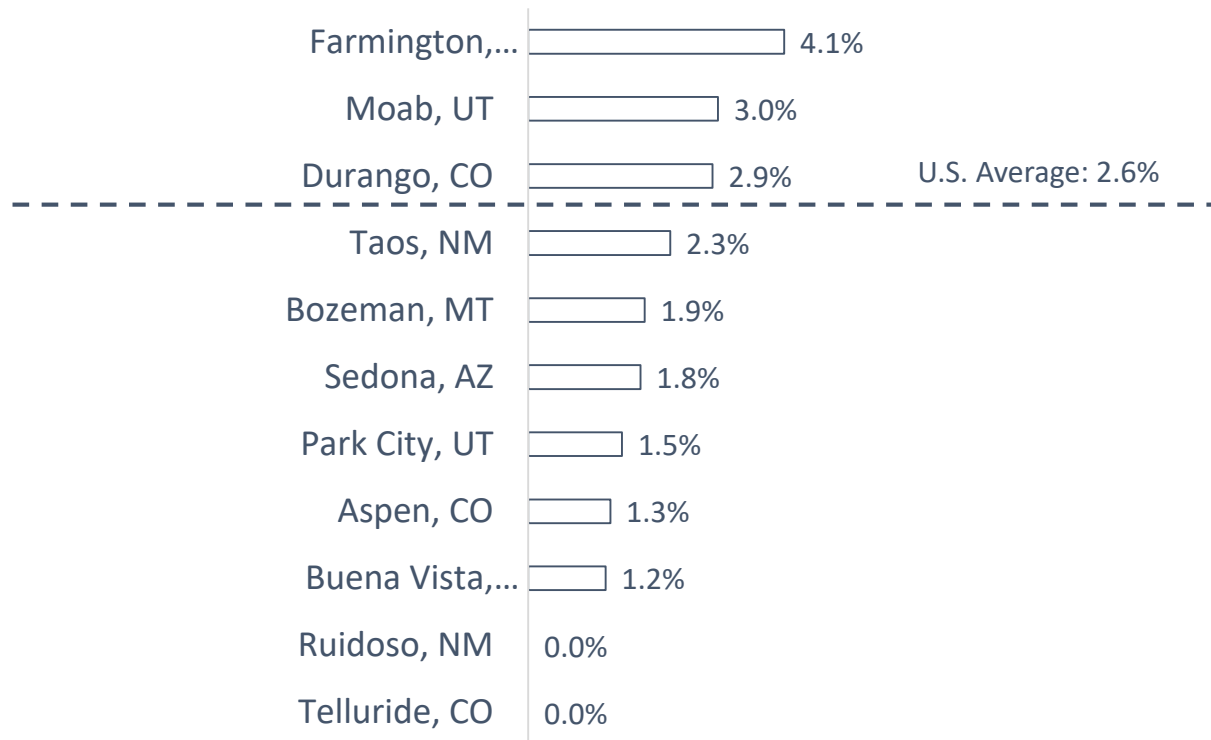 Farmington,... 4.1%
Moab, UT 3.0%
Durango, CO 2.9%
U.S. Average: 2.6%
Taos, NM 2.3%
Bozeman, MT 1.9%
Sedona, AZ 1.8%
Park City, UT 1.5%
Aspen, CO 1.3%
Buena Vista,... 1.2%
Ruidoso, NM 0.0%
Telluride, CO 0.0%